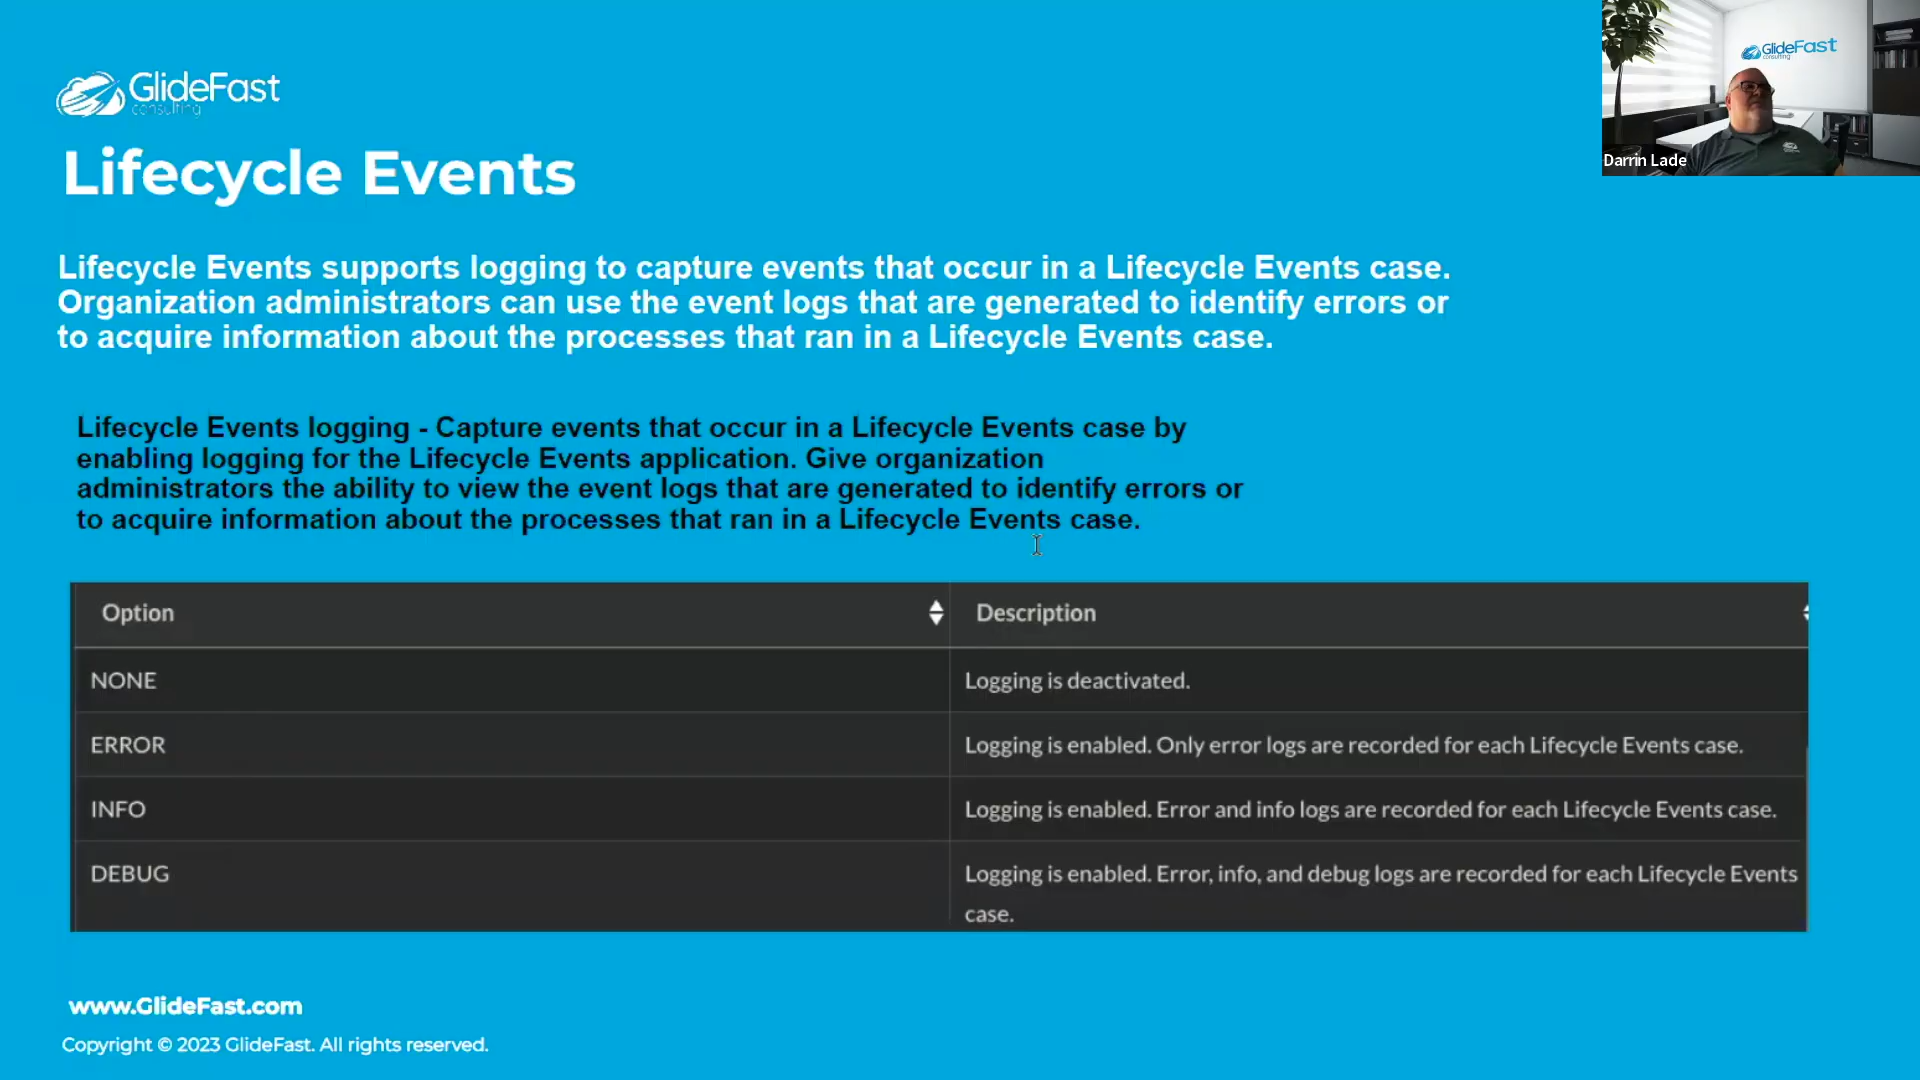 GlideFast
consulting
GlideFast
consulting
Darrin Lade
Lifecycle Events
Lifecycle Events supports logging to capture events that occur in a Lifecycle Events case.
Organization administrators can use the event logs that are generated to identify errors or
to acquire information about the processes that ran in a Lifecycle Events case.
Lifecycle Events logging - Capture events that occur in a Lifecycle Events case by
enabling logging for the Lifecycle Events application. Give organization
administrators the ability to view the event logs that are generated to identify errors or
to acquire information about the processes that ran in a Lifecycle Events case.
Option Description
NONE Logging is deactivated.
ERROR Logging is enabled. Only error logs are recorded for each Lifecycle Events case.
INFO Logging is enabled. Error and info logs are recorded for each Lifecycle Events case.
DEBUG Logging is enabled. Error, info, and debug logs are recorded for each Lifecycle Events
case.
www.GlideFast.com
Copyright © 2023 GlideFast. All rights reserved.